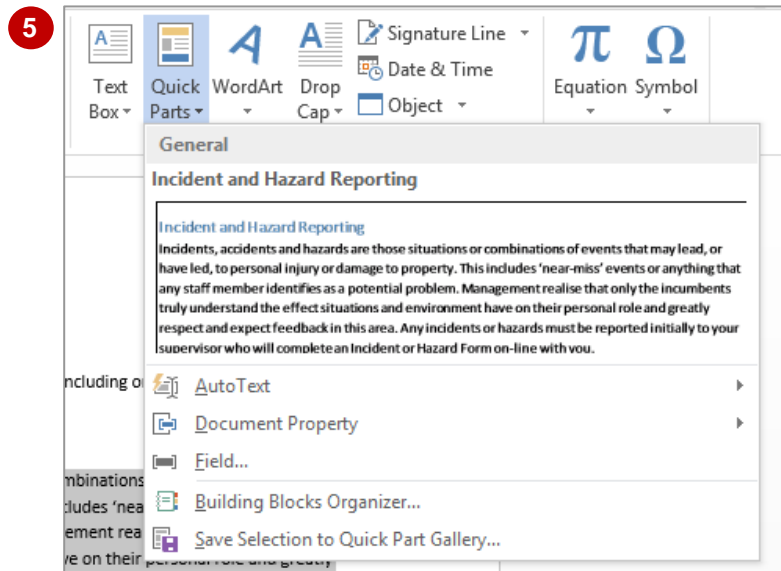 5
Text Box
Quick Parts
WordArt
Drop Cap
Signature Line
Date & Time
Object
Equation
Symbol
General
Incident and Hazard Reporting
Incident and Hazard Reporting
Incidents, accidents and hazards are those situations or combinations of events that may lead, or
have led, to personal injury or damage to property. This includes ‘near-miss’ events or anything that
any staff member identifies as a potential problem. Management realise that only the incumbents
truly understand the effect situations and environment have on their personal role and greatly
respect and expect feedback in this area. Any incidents or hazards must be reported initially to your
supervisor who will complete an Incident or Hazard Form on-line with you.
AutoText
Document Property
Field...
Building Blocks Organizer...
Save Selection to Quick Part Gallery...
ncluding o
mbinations
cludes ‘nea
ement rea
ve on their personal role and greatly